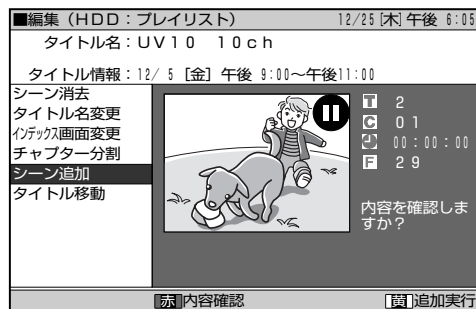 ■編集（HDD：プレイリスト） 12/25[木]午後 6:05
タイトル名：UV10 10ch
タイトル情報：12/ 5 [金] 午後 9:00～午後11:00
シーン消去
タイトル名変更
インデックス画面変更
チャプター分割
シーン追加
タイトル移動
T 2
C 01
00：00：00
F 29
内容を確認しま
すか？
赤 内容確認 黄 追加実行